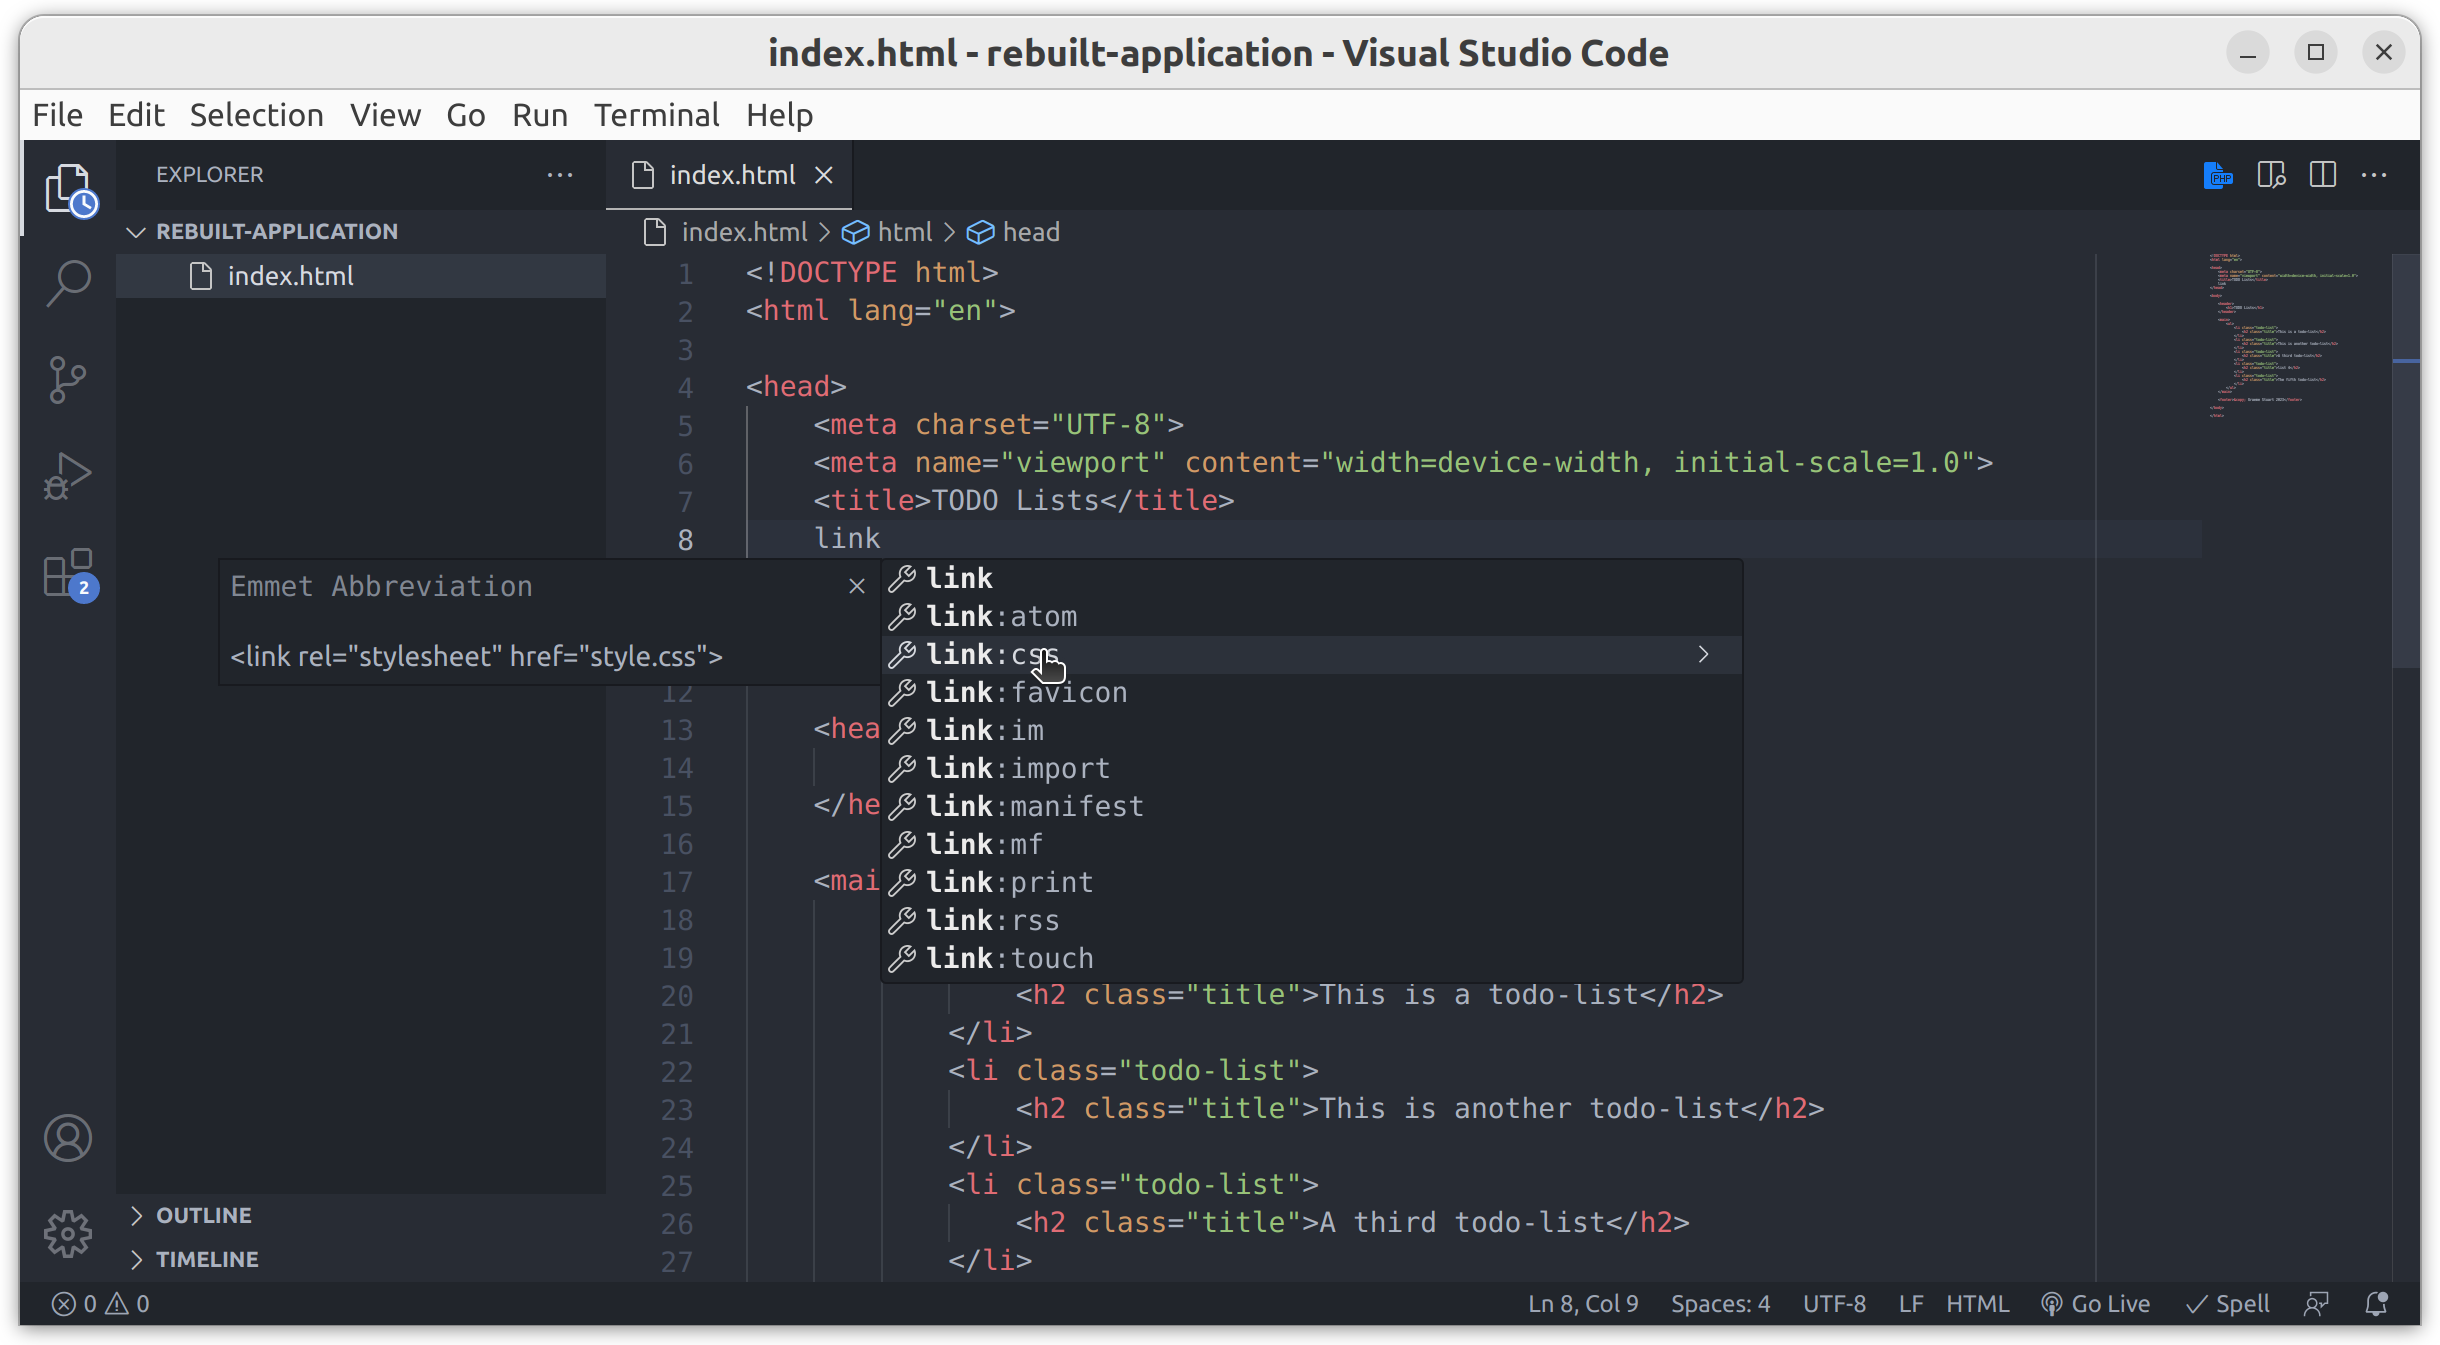 index.html - rebuilt-application - Visual Studio Code
File Edit Selection View Go Run Terminal Help
EXPLORER
index.html
PHP
REBUILT-APPLICATION
index.html
index.html > html > head
1 <!DOCTYPE html>
2 <html lang="en">
3
4 <head>
5 <meta charset="UTF-8">
6 <meta name="viewport" content="width=device-width, initial-scale=1.0">
7 <title>TODO Lists</title>
8 link
2
Emmet Abbreviation
<link rel="stylesheet" href="style.css">
link
link:atom
link:css
link:favicon
link:im
link:import
link:manifest
link:mf
link:print
link:rss
link:touch
12
13 <hea
14
15 </he
16
17 <mai
18
19
20 <h2 class="title">This is a todo-list</h2>
21 </li>
22 <li class="todo-list">
23 <h2 class="title">This is another todo-list</h2>
24 </li>
25 <li class="todo-list">
26 <h2 class="title">A third todo-list</h2>
27 </li>
OUTLINE
TIMELINE
0 0
Ln 8, Col 9 Spaces: 4 UTF-8 LF HTML Go Live Spell